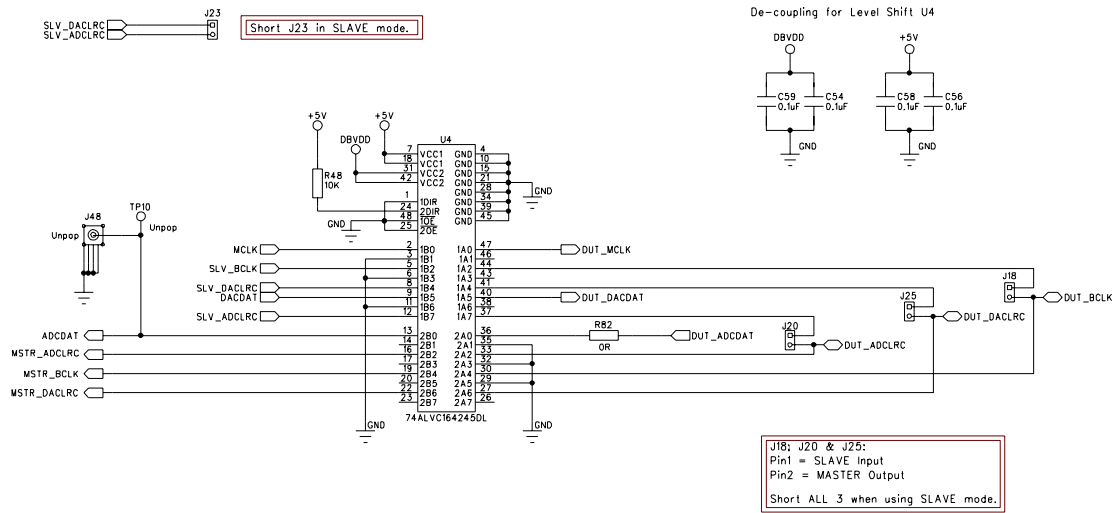 SLV_DACLRC
SLV_ADCLRC
J23
Short J23 in SLAVE mode.
De-coupling for Level Shift U4
DBVDD
+5V
C59
0.1uF
C54
0.1uF
C58
0.1uF
C56
0.1uF
GND
GND
+5V
+5V
DBVDD
R48
10K
U4
7 VCC1 GND 4
18 VCC1 GND 10
31 VCC2 GND 15
42 VCC2 GND 21
GND 28
1 1DIR GND 34
24 2DIR GND 39
48 1OE GND 45
25 2OE
GND
GND
J48
Unpop
TP10
Unpop
MCLK 2 1B0 1A0 47 DUT_MCLK
3 1B1 1A1 46
SLV_BCLK 5 1B2 1A2 44
6 1B3 1A3 43
SLV_DACLRC 8 1B4 1A4 41
DACDAT 9 1B5 1A5 40 DUT_DACDAT
11 1B6 1A6 38
SLV_ADCLRC 12 1B7 1A7 37
ADCDAT 13 2B0 2A0 36 R82 0R DUT_ADCDAT
14 2B1 2A1 35
MSTR_ADCLRC 16 2B2 2A2 33
17 2B3 2A3 32
MSTR_BCLK 19 2B4 2A4 30
20 2B5 2A5 29
MSTR_DACLRC 22 2B6 2A6 27
23 2B7 2A7 26
74ALVC164245DL
GND
GND
J18
DUT_BCLK
J25
DUT_DACLRC
J20
DUT_ADCLRC
J18; J20 & J25:
Pin1 = SLAVE Input
Pin2 = MASTER Output
Short ALL 3 when using SLAVE mode.